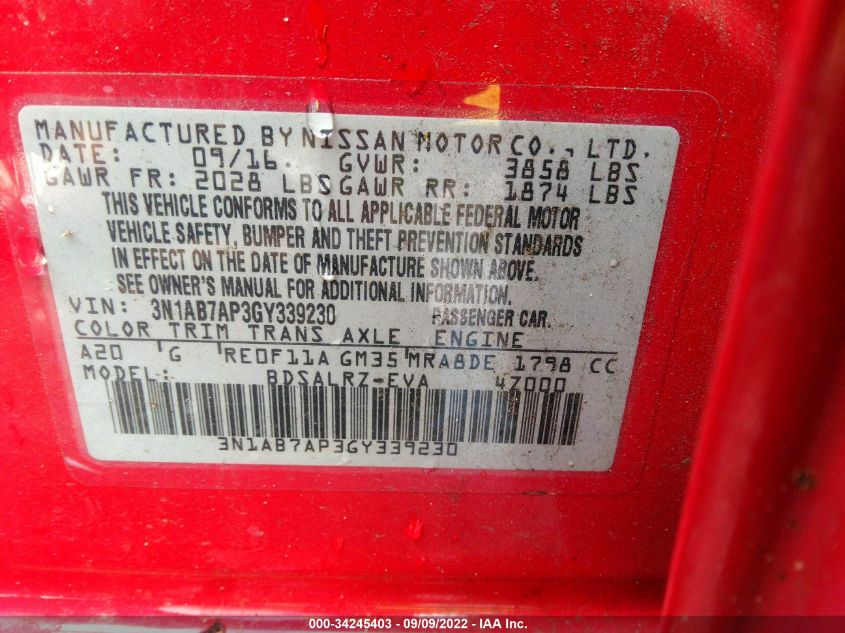 MANUFACTURED BY NISSAN MOTOR CO., LTD.
DATE: 09/16. GVWR: 3858 LBS
GAWR FR: 2028 LBS GAWR RR: 1874 LBS
THIS VEHICLE CONFORMS TO ALL APPLICABLE FEDERAL MOTOR
VEHICLE SAFETY, BUMPER AND THEFT PREVENTION STANDARDS
IN EFFECT ON THE DATE OF MANUFACTURE SHOWN ABOVE.
SEE OWNER'S MANUAL FOR ADDITIONAL INFORMATION.
VIN: 3N1AB7AP3GY339230 PASSENGER CAR.
COLOR TRIM TRANS AXLE ENGINE
A20 G RE0F11A GM35 MRA8DE 1798 CC
MODEL: BDSALRZ-EVA 4Z000
3N1AB7AP3GY339230
000-34245403 - 09/09/2022 - IAA Inc.